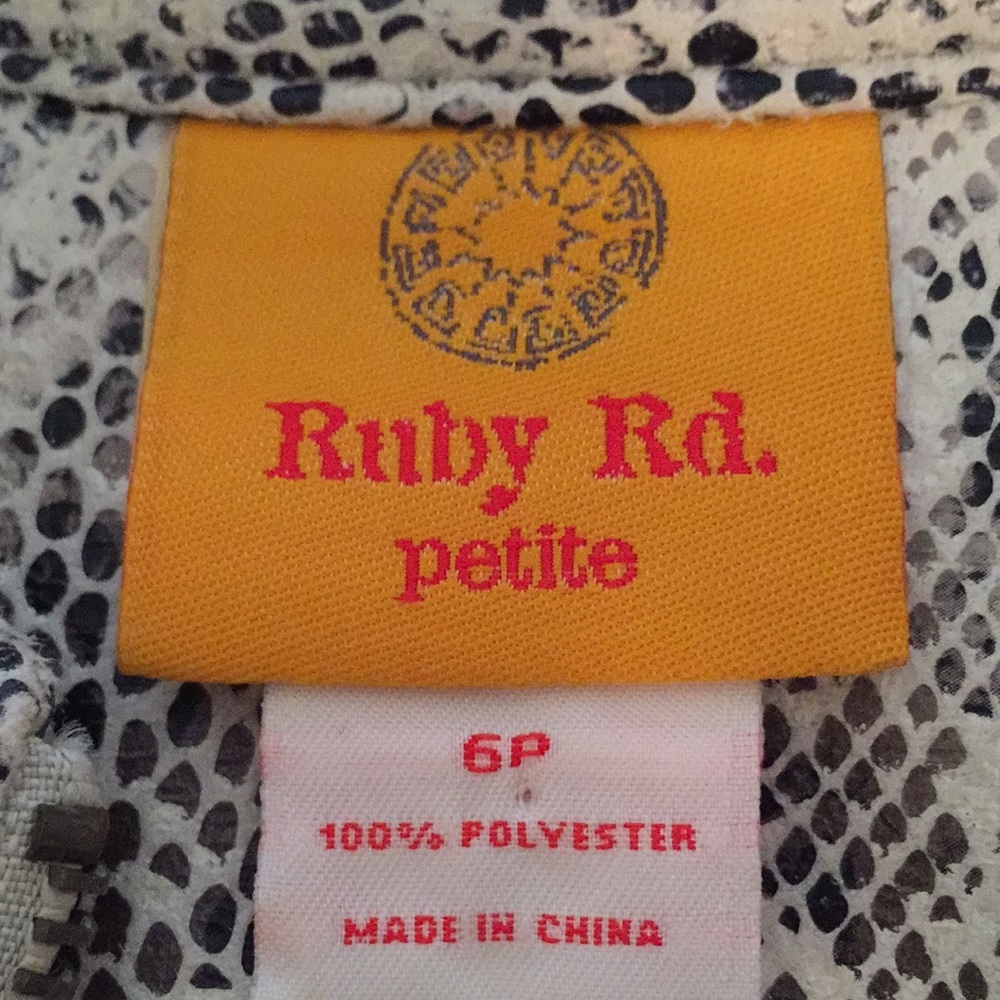 Ruby Rd.
petite
6P
100% POLYESTER
MADE IN CHINA